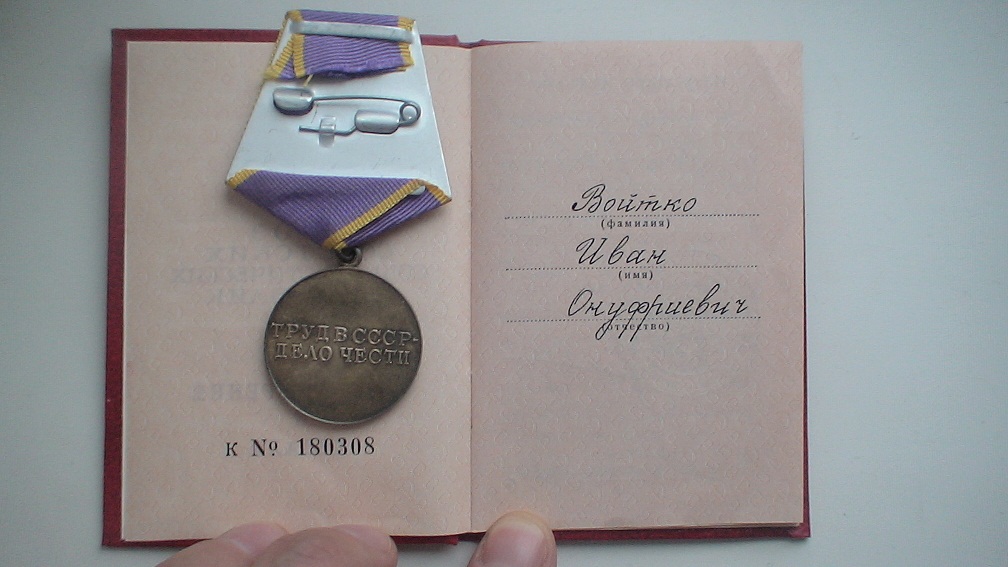 ТРУД В СССР-
ДЕЛО ЧЕСТИ
к № 180308
Войтко
(фамилия)
Иван
(имя)
Онуфриевич
(отчество)